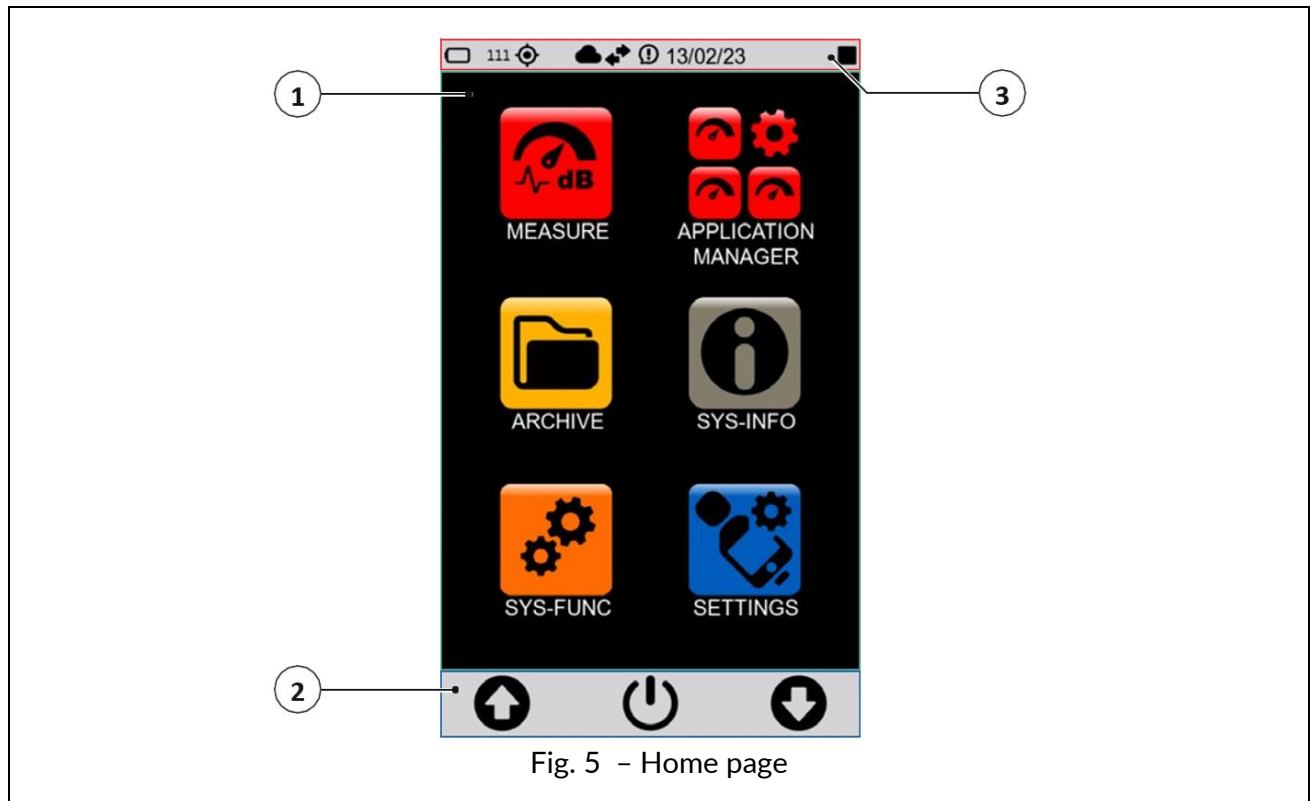 111 13/02/23
1
3
dB
MEASURE
APPLICATION
MANAGER
ARCHIVE
SYS-INFO
SYS-FUNC
SETTINGS
2
Fig. 5 – Home page